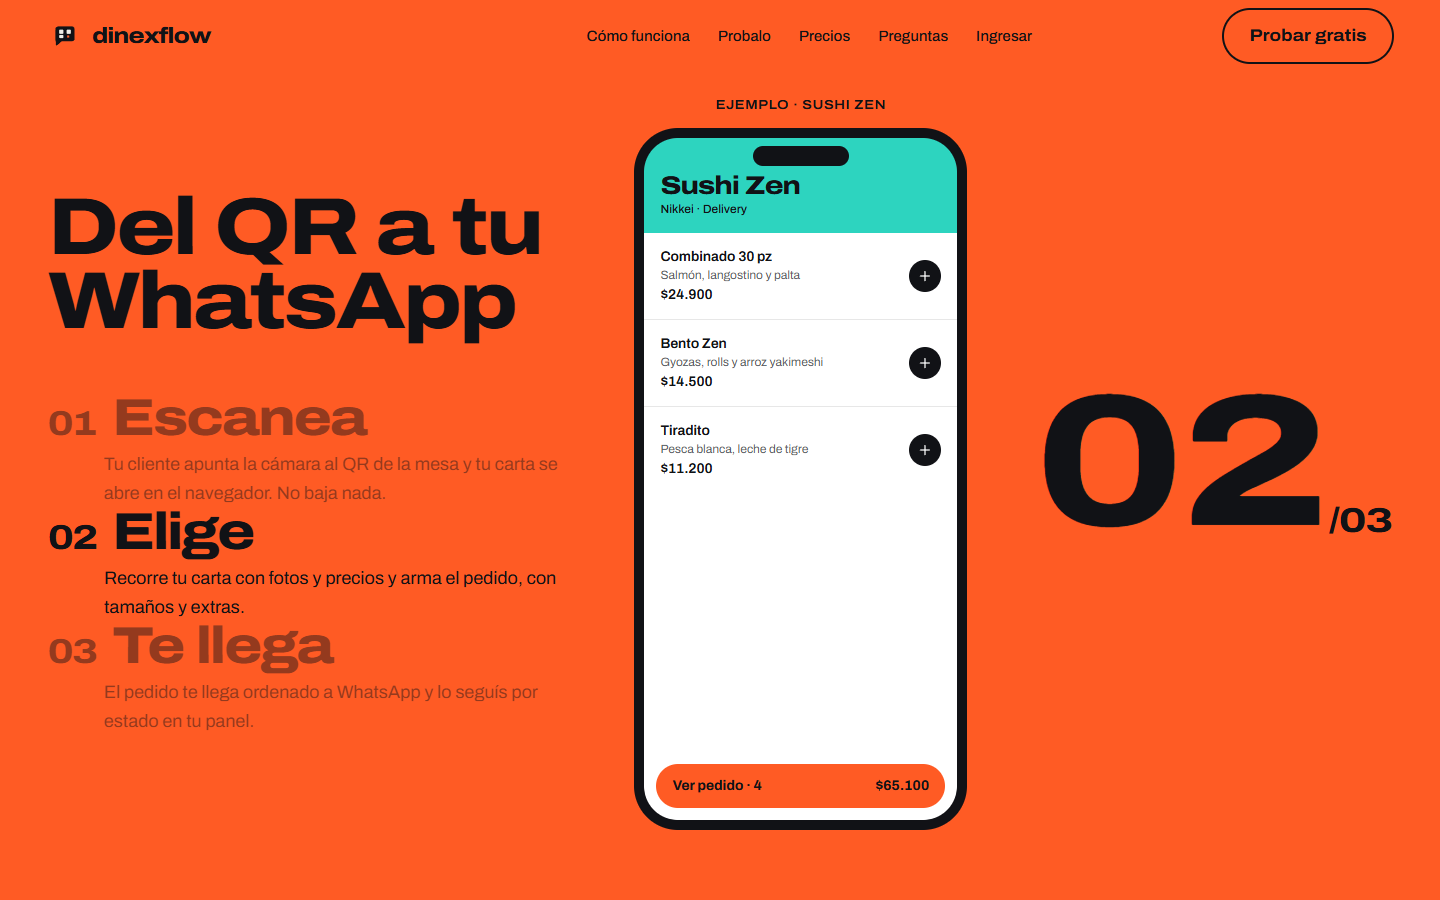 dinexflow
Cómo funciona
Probalo
Precios
Preguntas
Ingresar
Probar gratis
EJEMPLO · SUSHI ZEN
Del QR a tu
WhatsApp
01 Escanea
Tu cliente apunta la cámara al QR de la mesa y tu carta se
abre en el navegador. No baja nada.
02 Elige
Recorre tu carta con fotos y precios y arma el pedido, con
tamaños y extras.
03 Te llega
El pedido te llega ordenado a WhatsApp y lo seguís por
estado en tu panel.
Sushi Zen
Nikkei · Delivery
Combinado 30 pz
Salmón, langostino y palta
$24.900
+
Bento Zen
Gyozas, rolls y arroz yakimeshi
$14.500
+
Tiradito
Pesca blanca, leche de tigre
$11.200
+
Ver pedido · 4 $65.100
02/03